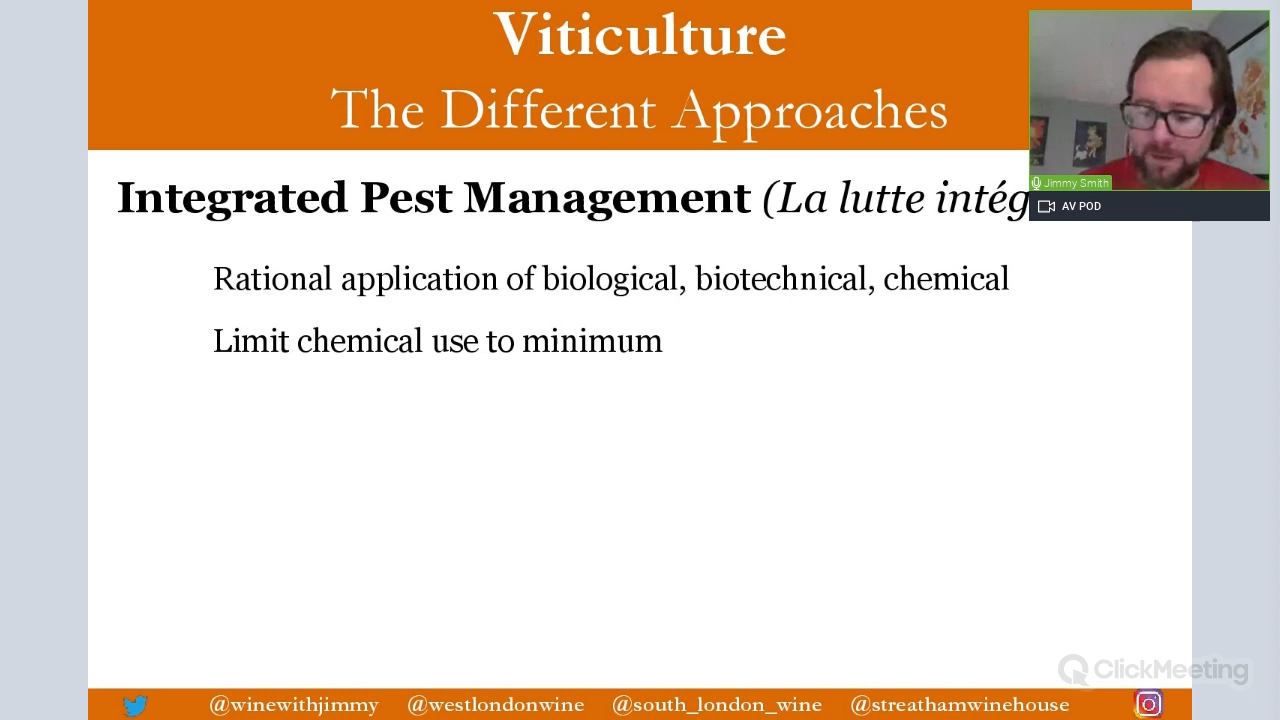 Viticulture
The Different Approaches
Integrated Pest Management (La lutte intég
Jimmy Smith
AV POD
Rational application of biological, biotechnical, chemical
Limit chemical use to minimum
ClickMeeting
@winewithjimmy @westlondonwine @south_london_wine @streathamwinehouse